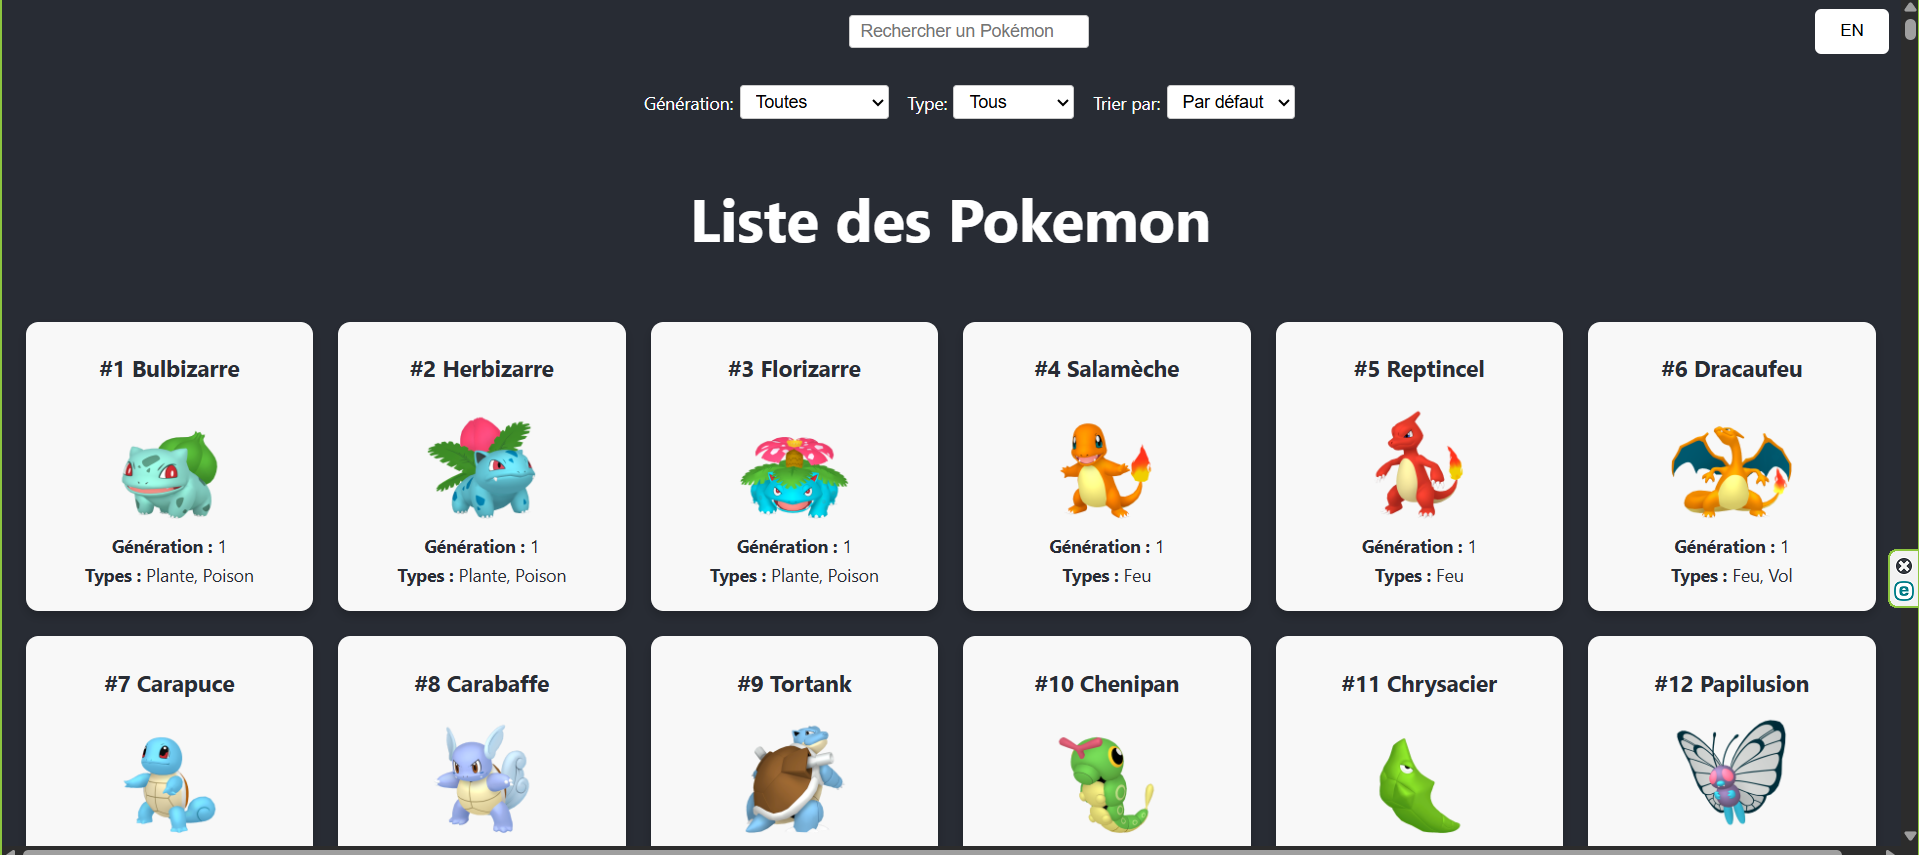 Rechercher un Pokémon
EN
Génération: Toutes Type: Tous Trier par: Par défaut
Liste des Pokemon
#1 Bulbizarre
Génération : 1
Types : Plante, Poison
#2 Herbizarre
Génération : 1
Types : Plante, Poison
#3 Florizarre
Génération : 1
Types : Plante, Poison
#4 Salamèche
Génération : 1
Types : Feu
#5 Reptincel
Génération : 1
Types : Feu
#6 Dracaufeu
Génération : 1
Types : Feu, Vol
#7 Carapuce
#8 Carabaffe
#9 Tortank
#10 Chenipan
#11 Chrysacier
#12 Papilusion
e